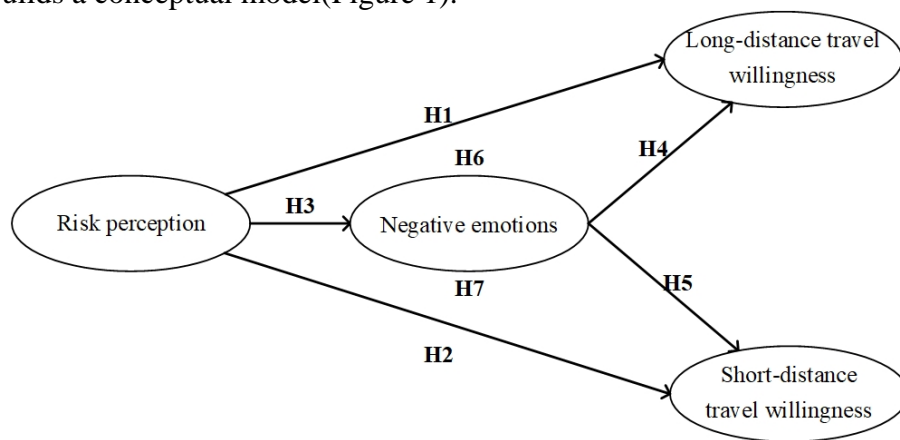 unds a conceptual model(Figure 1).
Long-distance travel
willingness
H1
H4
H6
H3
Risk perception
Negative emotions
H5
H7
H2
Short-distance
travel willingness